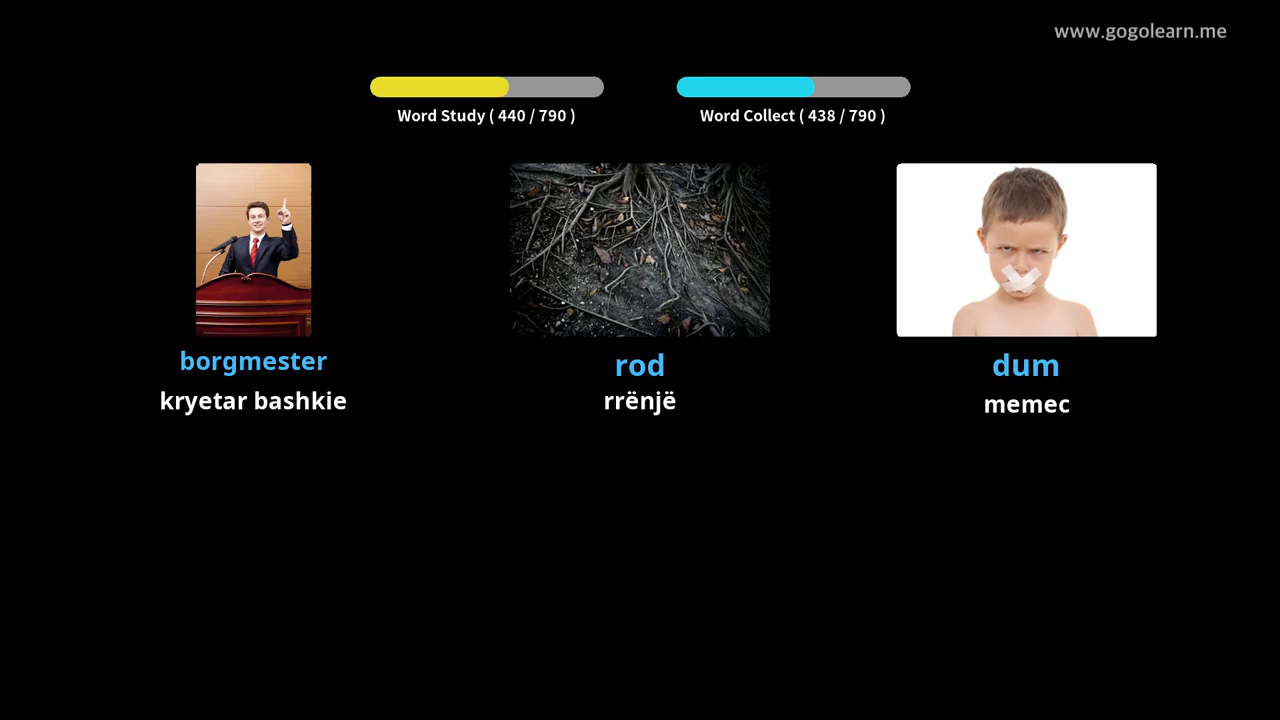 www.gogolearn.me
Word Study ( 440 / 790 )
Word Collect ( 438 / 790 )
borgmester
kryetar bashkie
rod
rrënjë
dum
memec